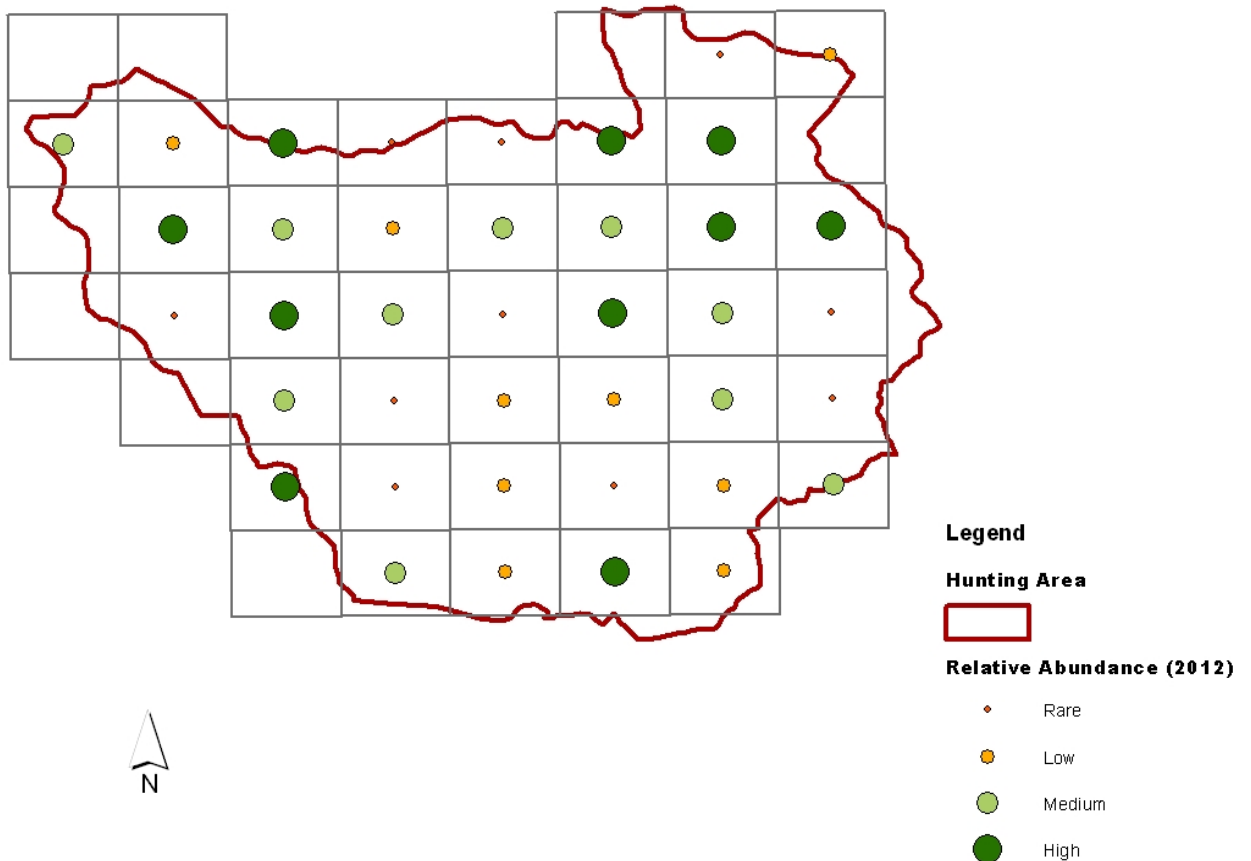 Legend
Hunting Area
Relative Abundance (2012)
Rare
Low
Medium
High
N